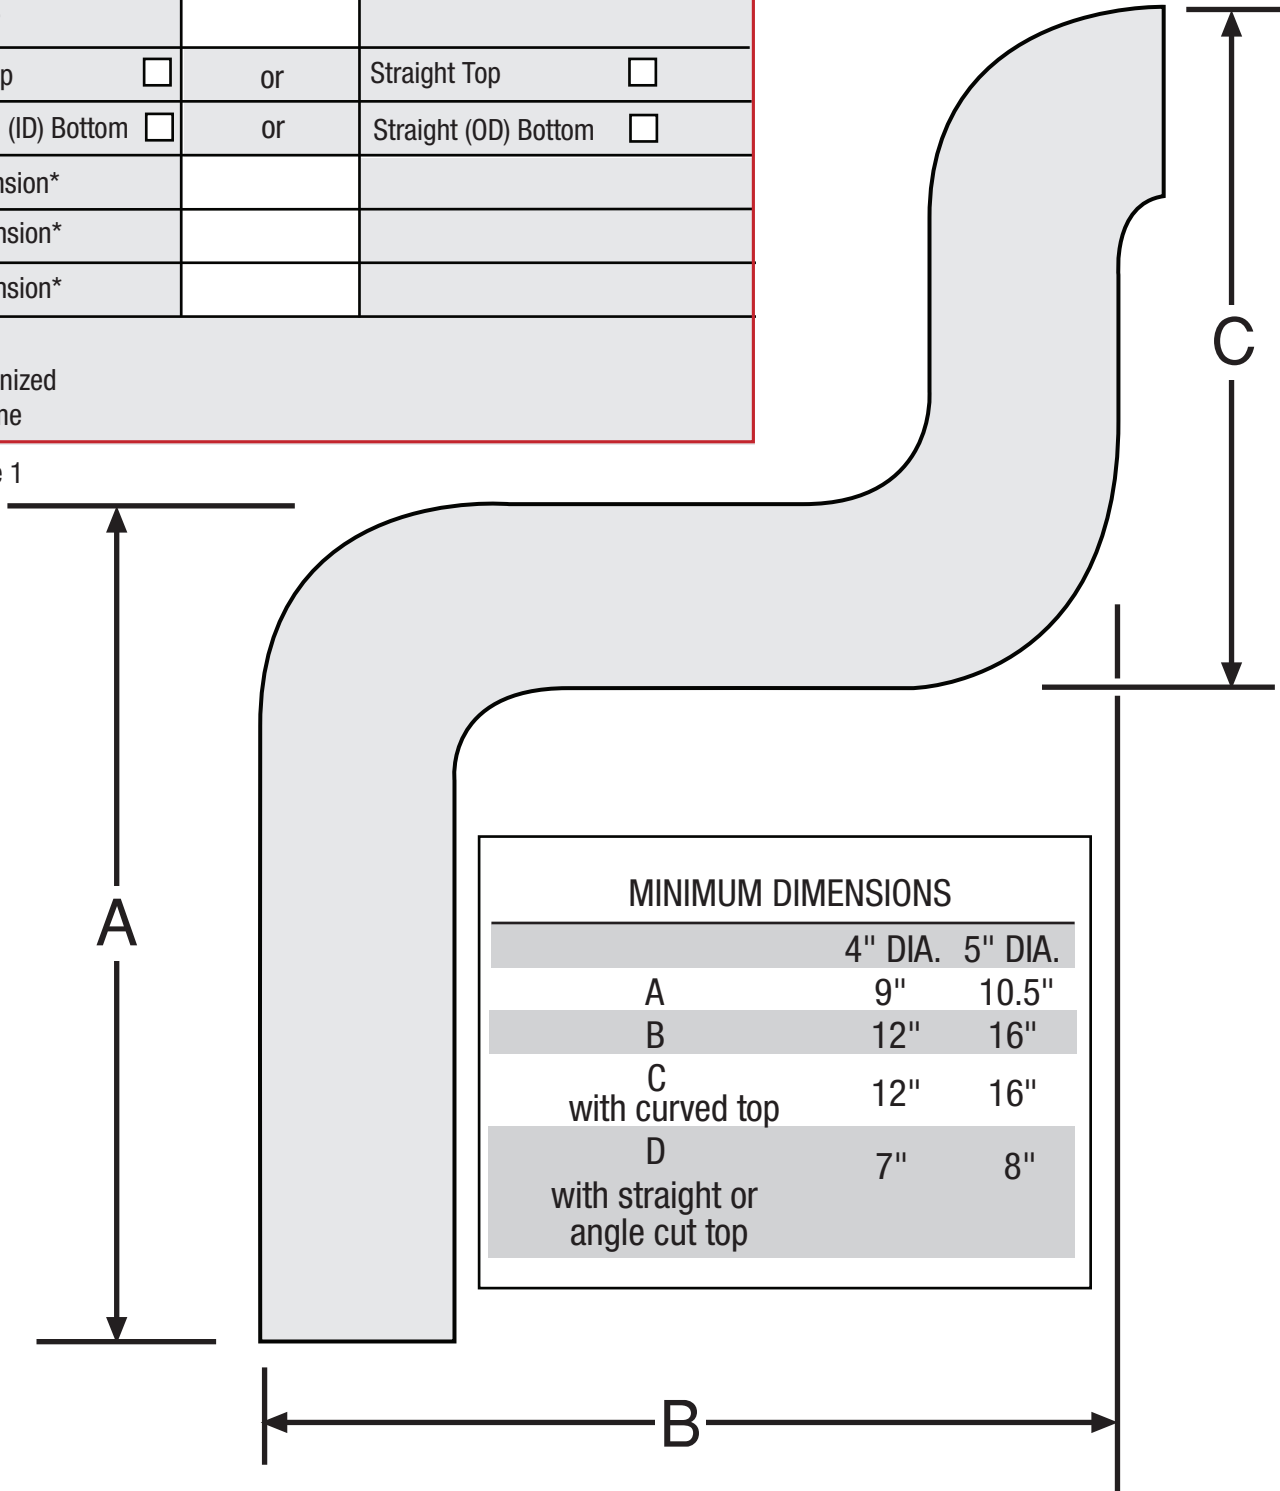 p or Straight Top
(ID) Bottom or Straight (OD) Bottom
nsion*
nsion*
nsion*
nized
ne
e 1
C
A
MINIMUM DIMENSIONS
4" DIA. 5" DIA.
A 9" 10.5"
B 12" 16"
C
with curved top 12" 16"
D 7" 8"
with straight or
angle cut top
B